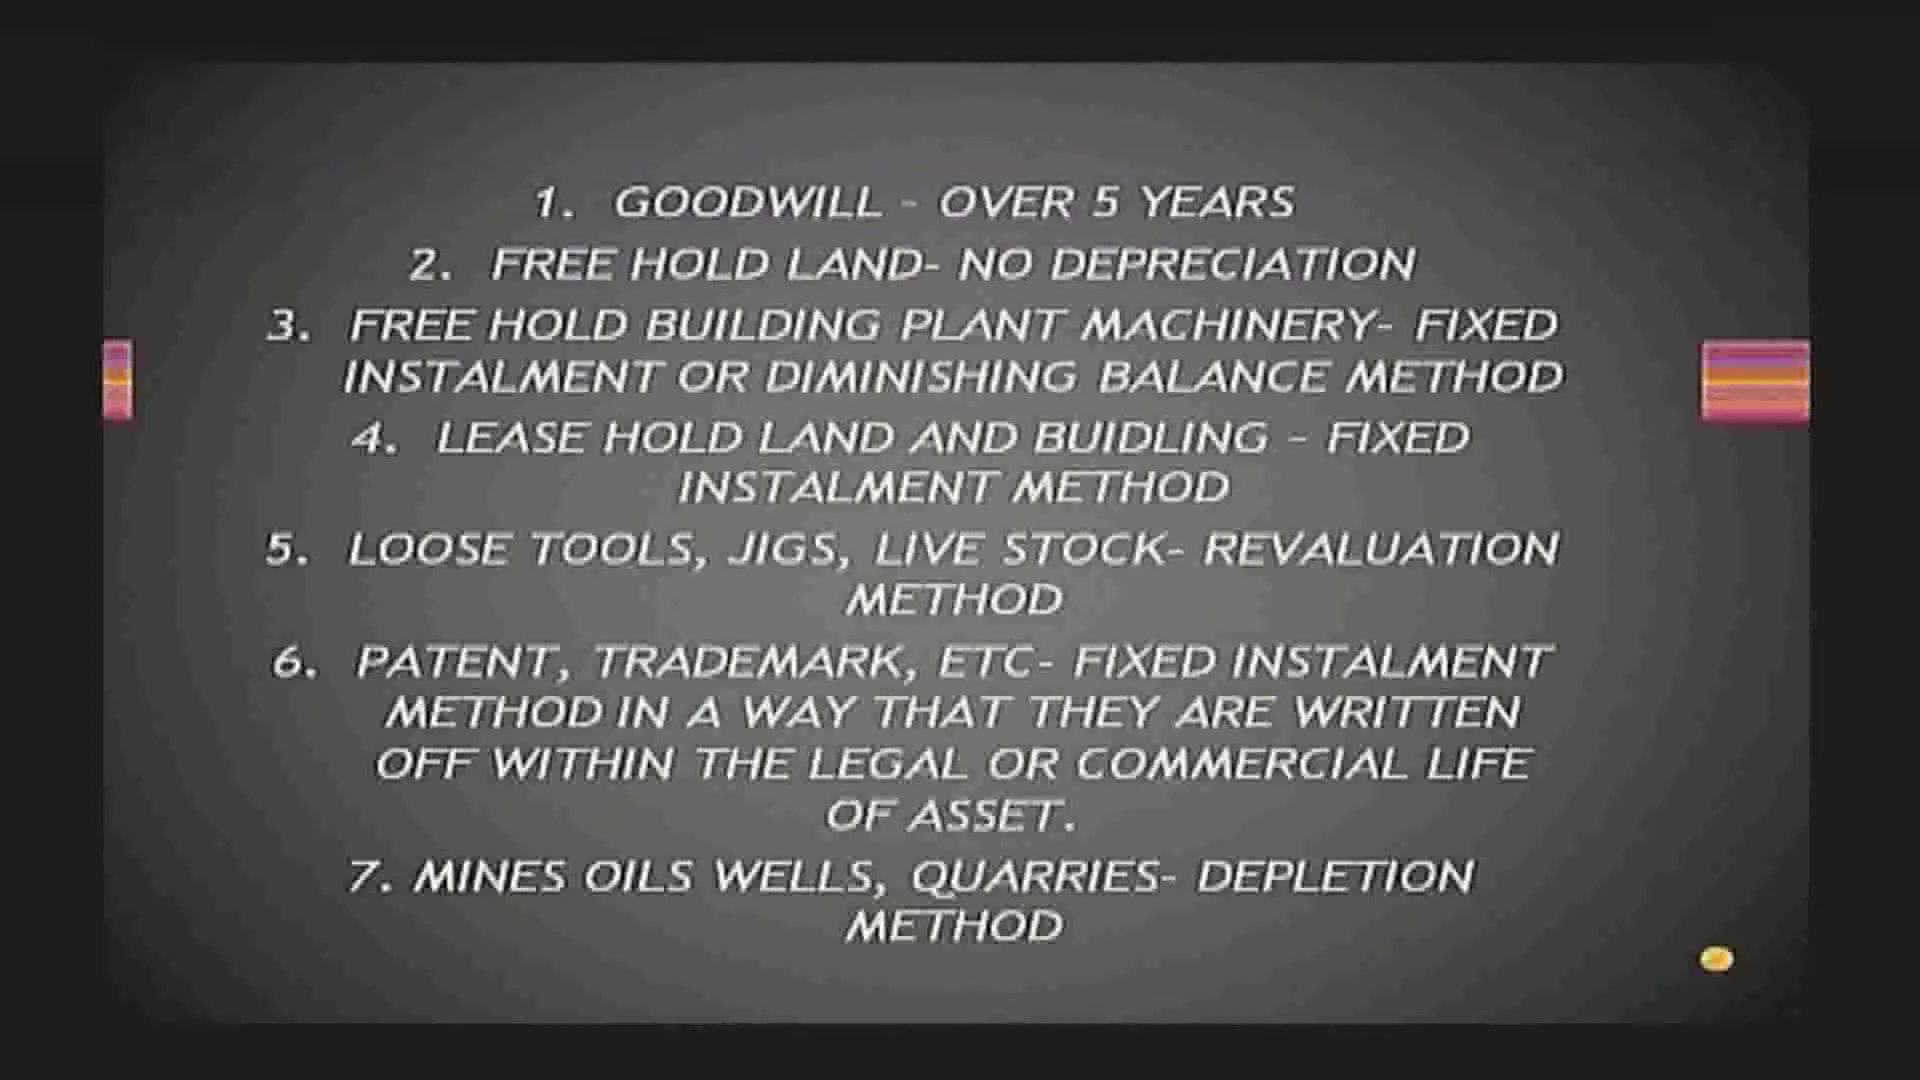 1. GOODWILL - OVER 5 YEARS
2. FREE HOLD LAND- NO DEPRECIATION
3. FREE HOLD BUILDING PLANT MACHINERY- FIXED
INSTALMENT OR DIMINISHING BALANCE METHOD
4. LEASE HOLD LAND AND BUIDLING - FIXED
INSTALMENT METHOD
5. LOOSE TOOLS, JIGS, LIVE STOCK- REVALUATION
METHOD
6. PATENT, TRADEMARK, ETC- FIXED INSTALMENT
METHOD IN A WAY THAT THEY ARE WRITTEN
OFF WITHIN THE LEGAL OR COMMERCIAL LIFE
OF ASSET.
7. MINES OILS WELLS, QUARRIES- DEPLETION
METHOD